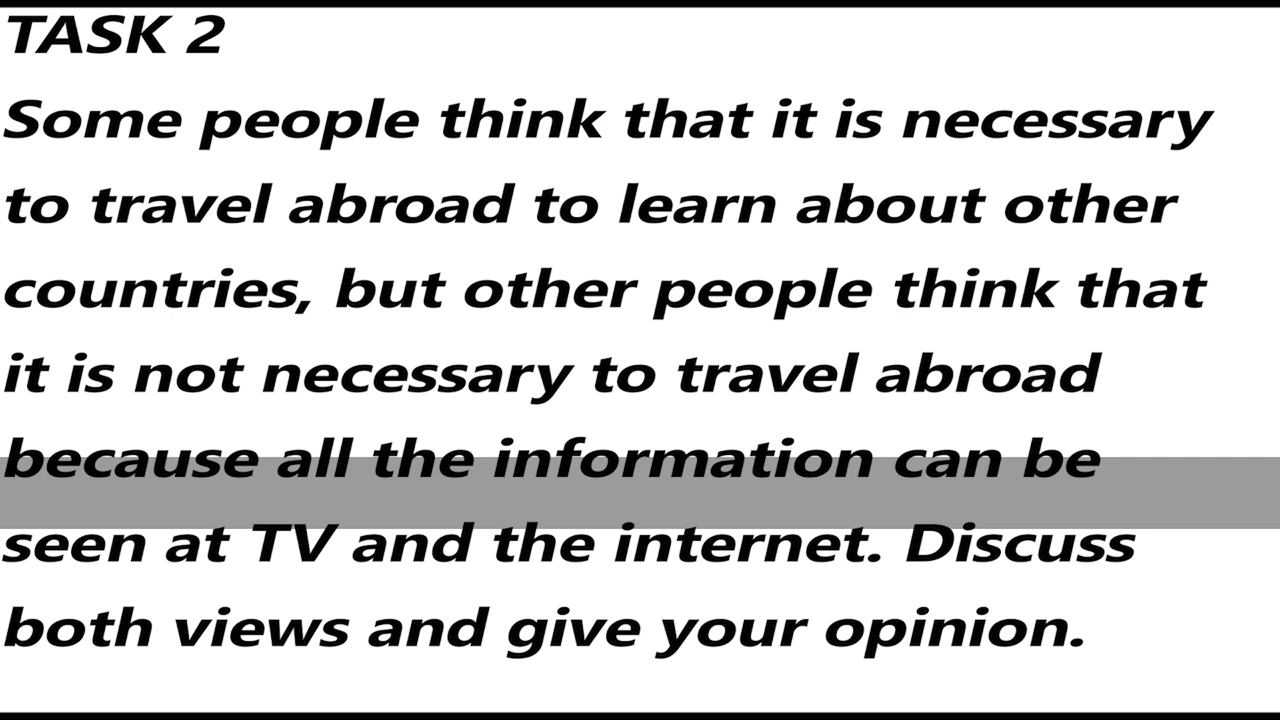 TASK 2
Some people think that it is necessary
to travel abroad to learn about other
countries, but other people think that
it is not necessary to travel abroad
because all the information can be
seen at TV and the internet. Discuss
both views and give your opinion.